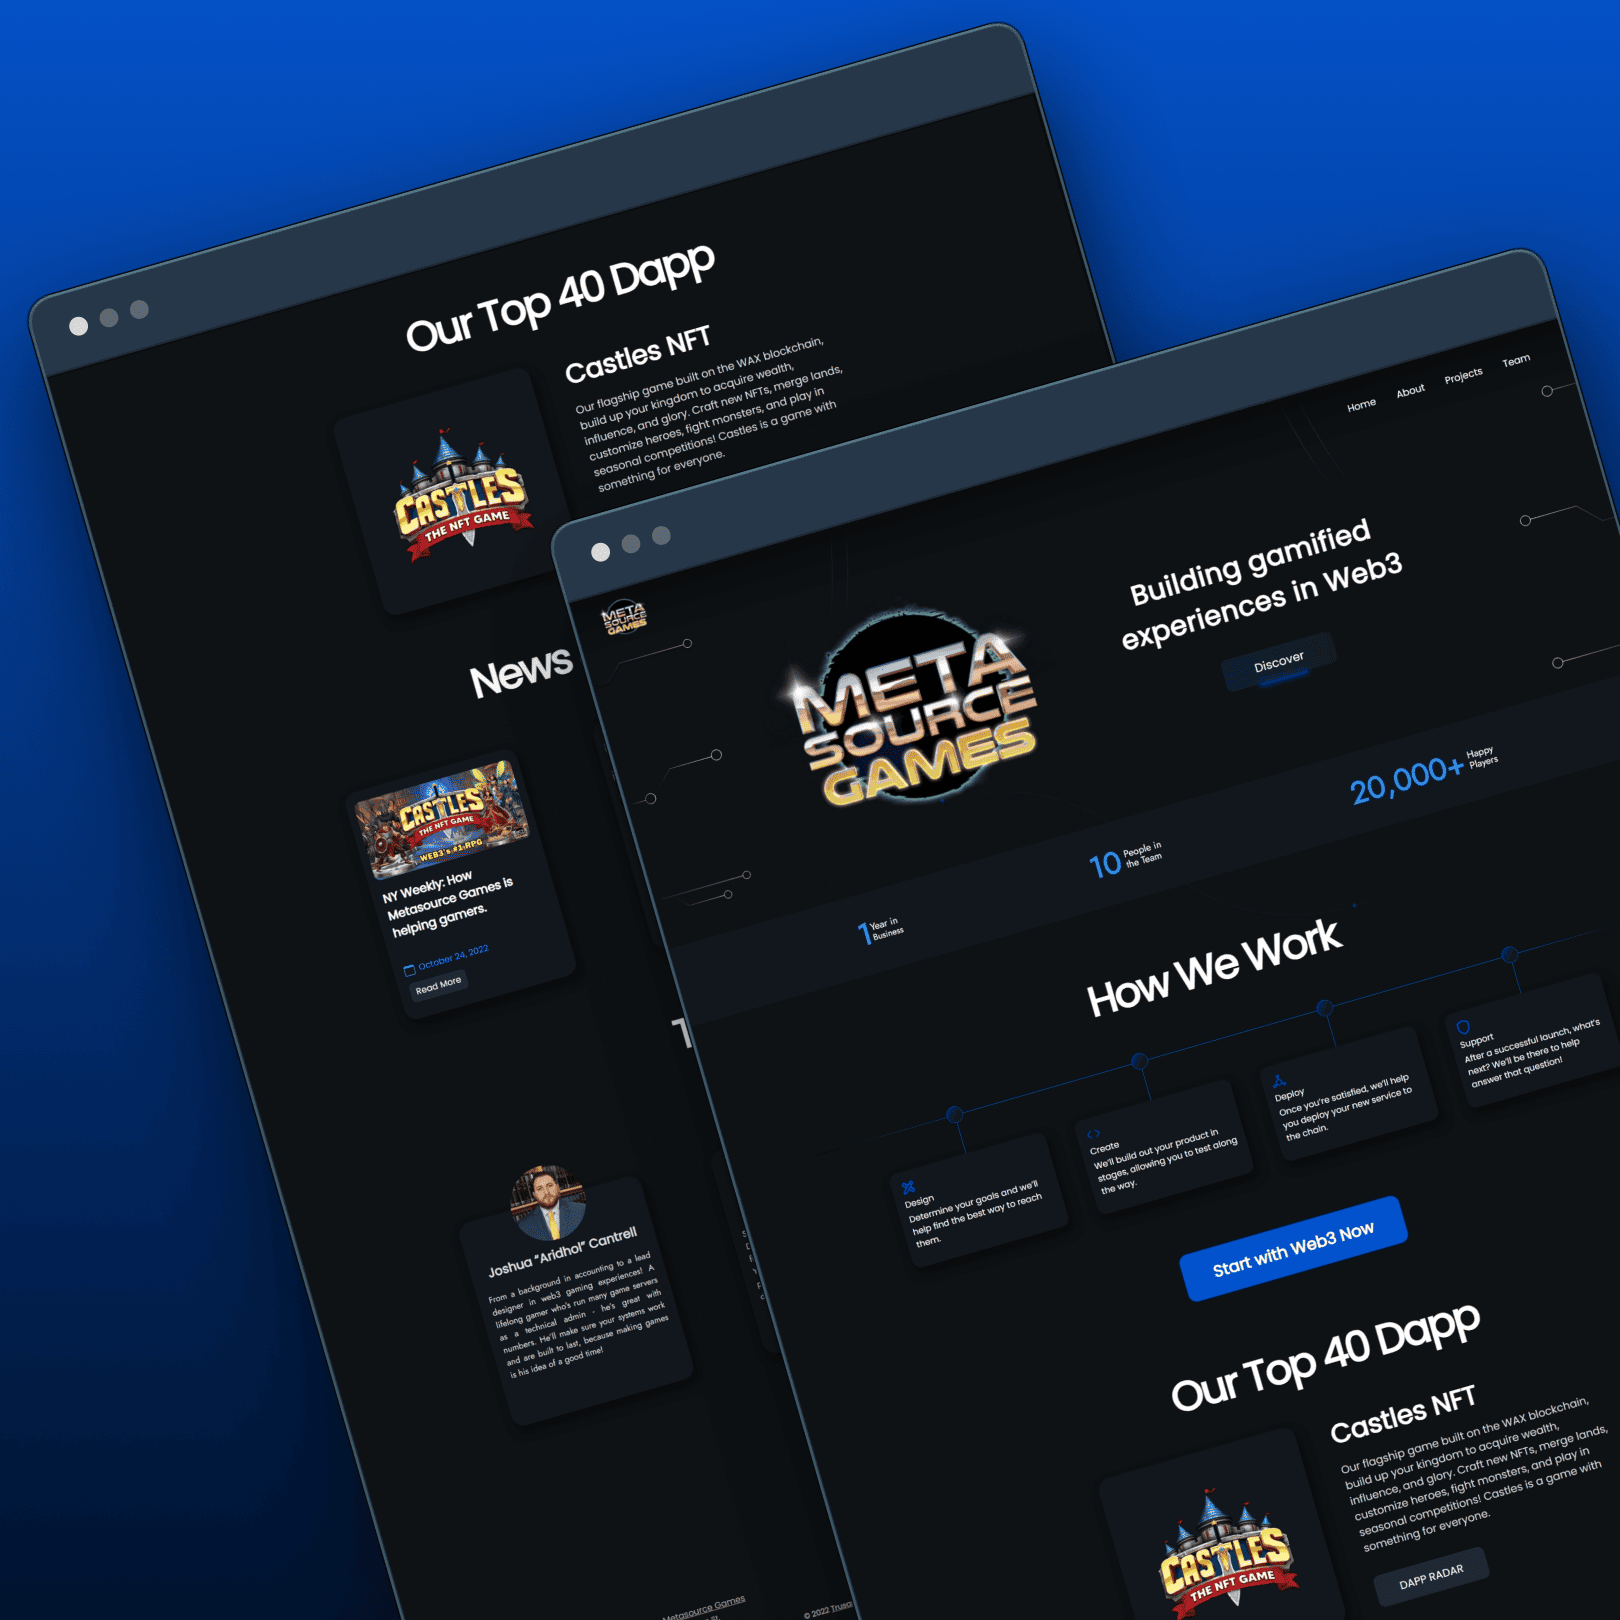 Our Top 40 Dapp
Castles NFT
Our flagship game built on the WAX blockchain,
build up your kingdom to acquire wealth,
influence, and glory. Craft new NFTs, merge lands,
customize heroes, fight monsters, and play in
seasonal competitions! Castles is a game with
something for everyone.
CASTLES
THE NFT GAME
News
CASTLES
THE NFT GAME
WEB3's #1 RPG
NY Weekly: How
Metasource Games is
helping gamers.
October 24, 2022
Read More
Joshua “Aridhol” Cantrell
From a background in accounting to a lead
designer in web3 gaming experiences! A
lifelong gamer who's run many game servers
as a technical admin - he's great with
numbers. He'll make sure your systems work
and are built to last, because making games
is his idea of a good time!
Metasource Games
© 2022
Home
About
Projects
Team
META
SOURCE
GAMES
META
SOURCE
GAMES
Building gamified
experiences in Web3
Discover
1 Year in
Business
10 People in
the Team
20,000+ Happy
Players
How We Work
Design
Determine your goals and we'll
help find the best way to reach
them.
Create
We'll build out your product in
stages, allowing you to test along
the way.
Deploy
Once you're satisfied, we'll help
you deploy your new service to
the chain.
Support
After a successful launch, what's
next? We'll be there to help
answer that question!
Start with Web3 Now
Our Top 40 Dapp
Castles NFT
Our flagship game built on the WAX blockchain,
build up your kingdom to acquire wealth,
influence, and glory. Craft new NFTs, merge lands,
customize heroes, fight monsters, and play in
seasonal competitions! Castles is a game with
something for everyone.
DAPP RADAR
CASTLES
THE NFT GAME